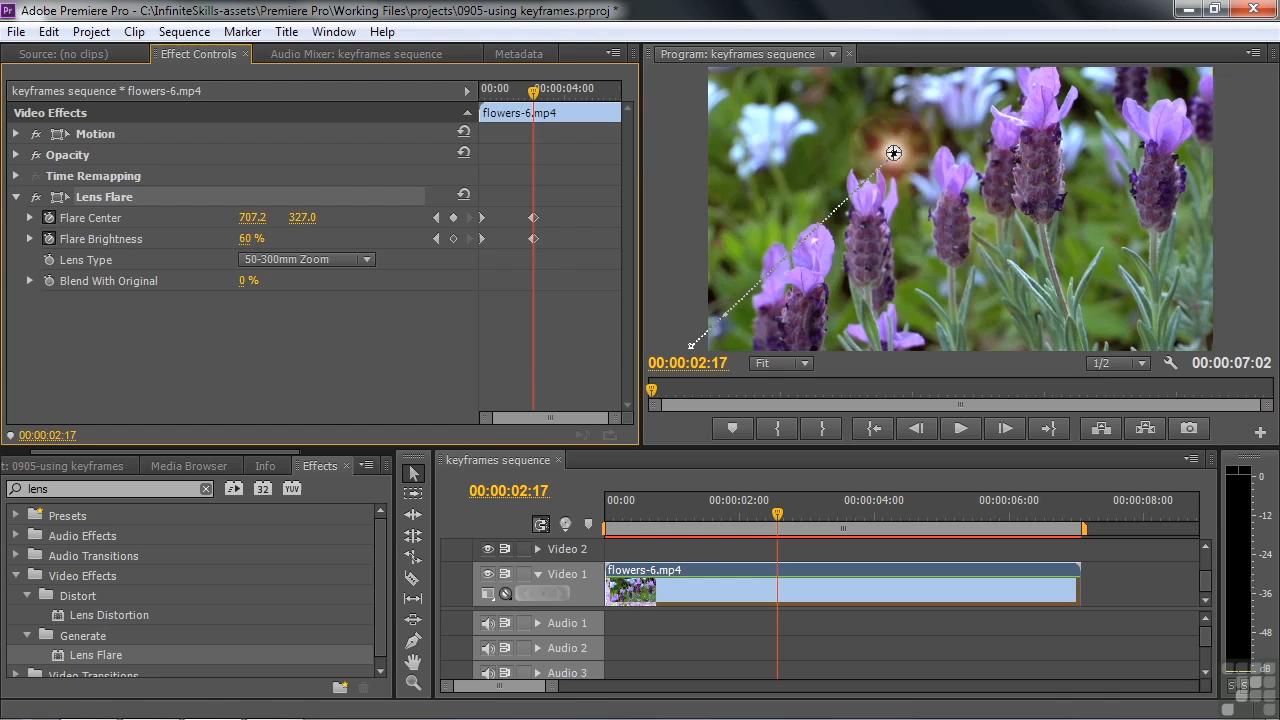 Pr Adobe Premiere Pro - C:\InfiniteSkills-assets\Premiere Pro\Working Files\projects\0905-using keyframes.prproj *
File Edit Project Clip Sequence Marker Title Window Help
Source: (no clips) Effect Controls Audio Mixer: keyframes sequence Metadata
Program: keyframes sequence
keyframes sequence * flowers-6.mp4
00:00 00:00:04:00
Video Effects
flowers-6.mp4
fx Motion
fx Opacity
Time Remapping
fx Lens Flare
Flare Center 707.2 327.0
Flare Brightness 60 %
Lens Type 50-300mm Zoom
Blend With Original 0 %
00:00:02:17
00:00:02:17 Fit 1/2 00:00:07:02
t: 0905-using keyframes Media Browser Info Effects
lens 32 YUV
Presets
Audio Effects
Audio Transitions
Video Effects
Distort
Lens Distortion
Generate
Lens Flare
Video Transitions
keyframes sequence
00:00:02:17
00:00 00:00:02:00 00:00:04:00 00:00:06:00 00:00:08:00
Video 2
Video 1
flowers-6.mp4
Audio 1
Audio 2
Audio 3
0
-12
-24
-36
-48
dB
S S